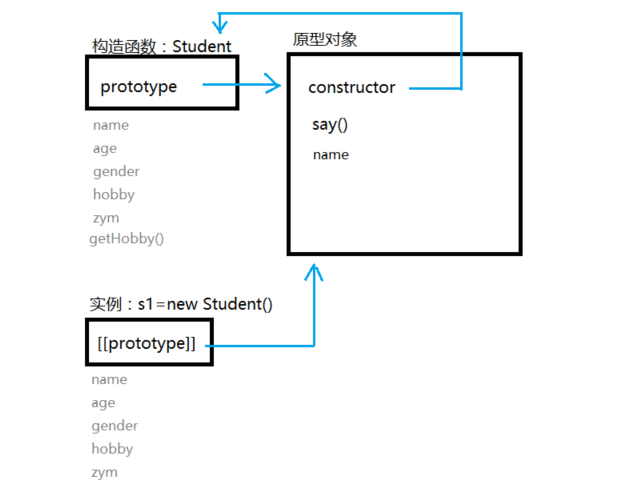 构造函数：Student
prototype
name
age
gender
hobby
zym
getHobby()
原型对象
constructor
say()
name
实例：s1=new Student()
[[prototype]]
name
age
gender
hobby
zym